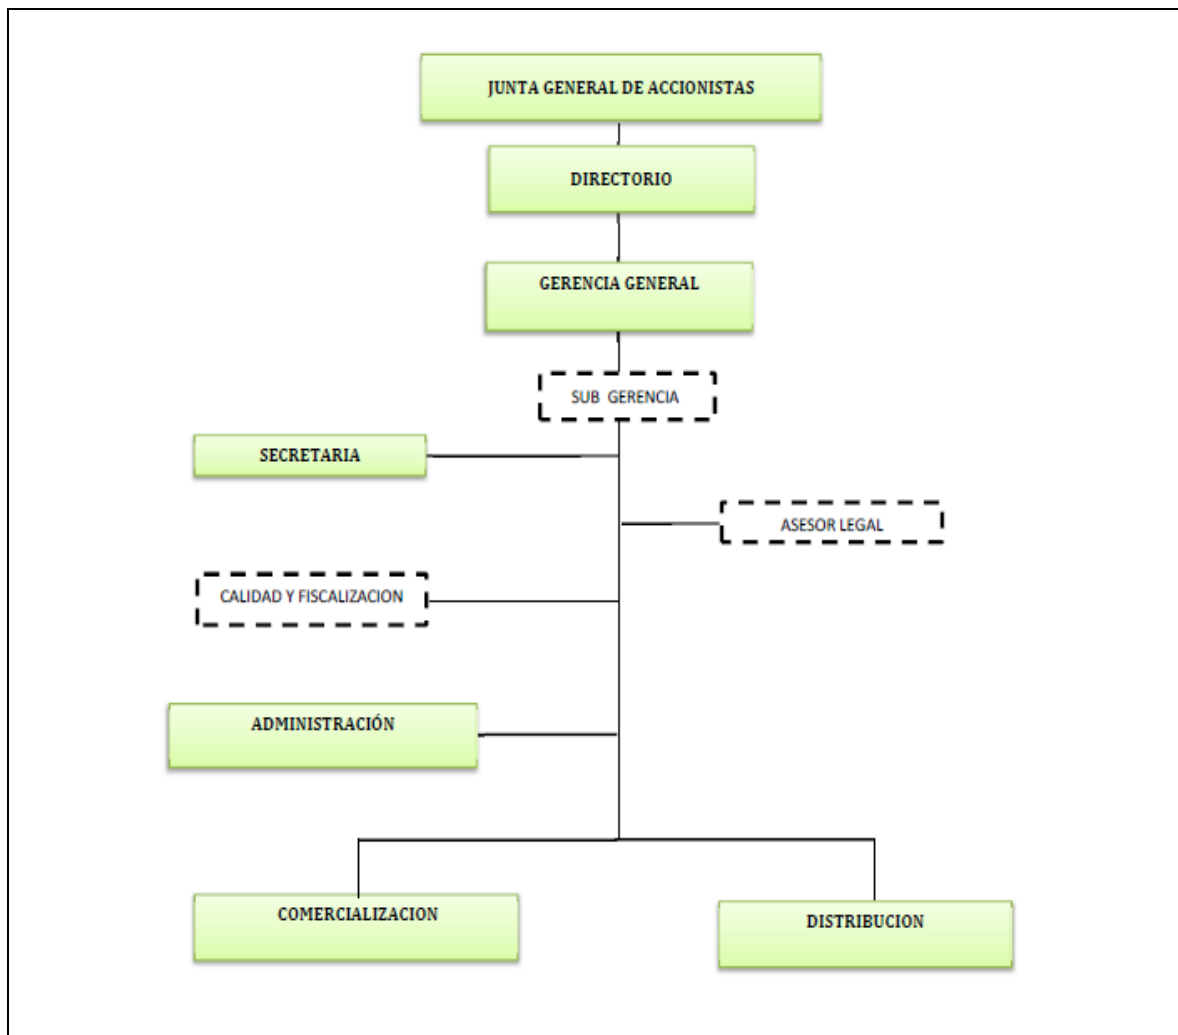 JUNTA GENERAL DE ACCIONISTAS
DIRECTORIO
GERENCIA GENERAL
SUB GERENCIA
SECRETARIA
ASESOR LEGAL
CALIDAD Y FISCALIZACION
ADMINISTRACIÓN
COMERCIALIZACION
DISTRIBUCION